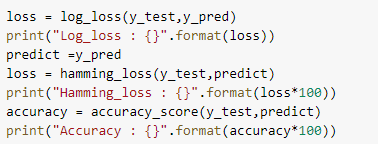 loss = log_loss(y_test,y_pred)
print("Log_loss : {}".format(loss))
predict =y_pred
loss = hamming_loss(y_test,predict)
print("Hamming_loss : {}".format(loss*100))
accuracy = accuracy_score(y_test,predict)
print("Accuracy : {}".format(accuracy*100))